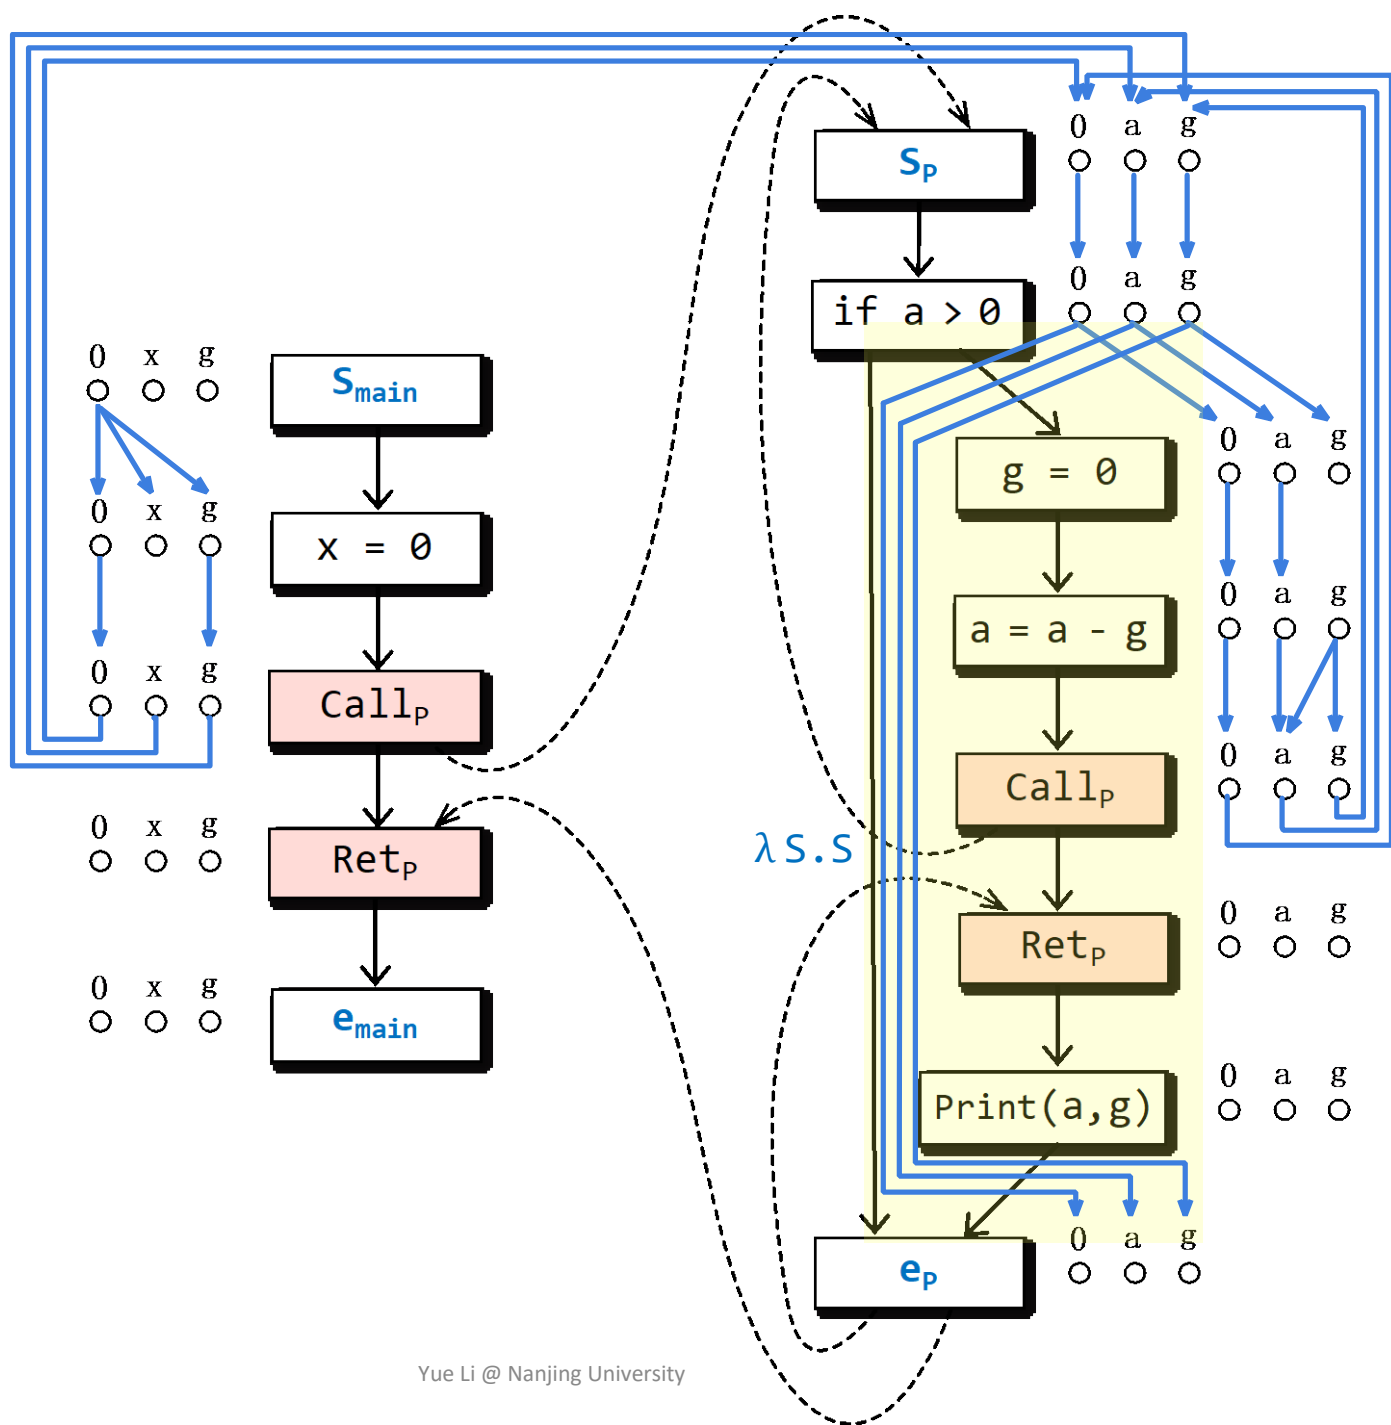 0 a g
S_P
0 a g
if a > 0
0 x g
S_main
0 a g
g = 0
0 x g
x = 0
0 a g
a = a - g
0 x g
Call_P
0 a g
Call_P
0 x g
Ret_P
λ S.S
0 a g
Ret_P
0 x g
e_main
0 a g
Print(a,g)
0 a g
e_P
Yue Li @ Nanjing University